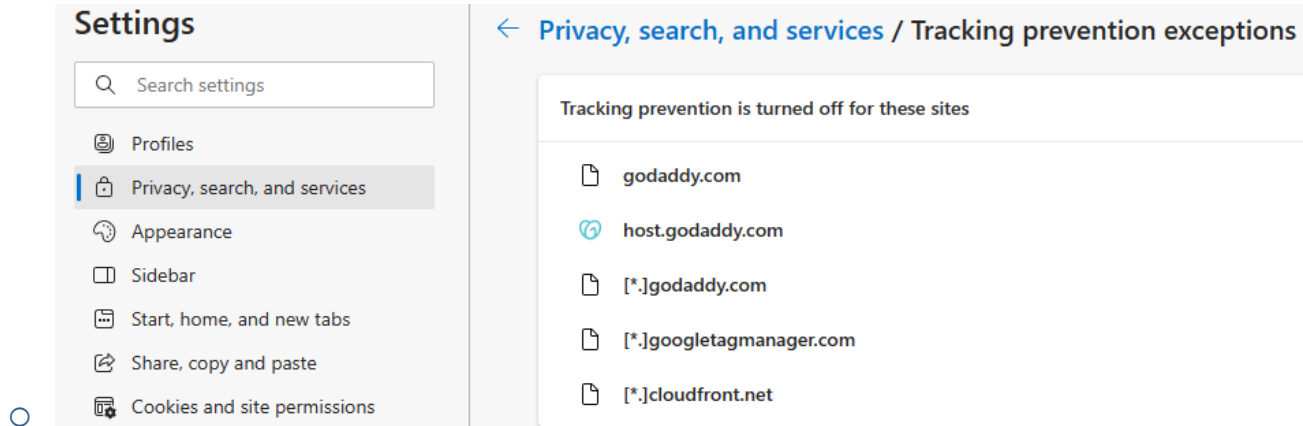 Settings
Search settings
Profiles
Privacy, search, and services
Appearance
Sidebar
Start, home, and new tabs
Share, copy and paste
Cookies and site permissions
Privacy, search, and services / Tracking prevention exceptions
Tracking prevention is turned off for these sites
godaddy.com
host.godaddy.com
[*.]godaddy.com
[*.]googletagmanager.com
[*.]cloudfront.net